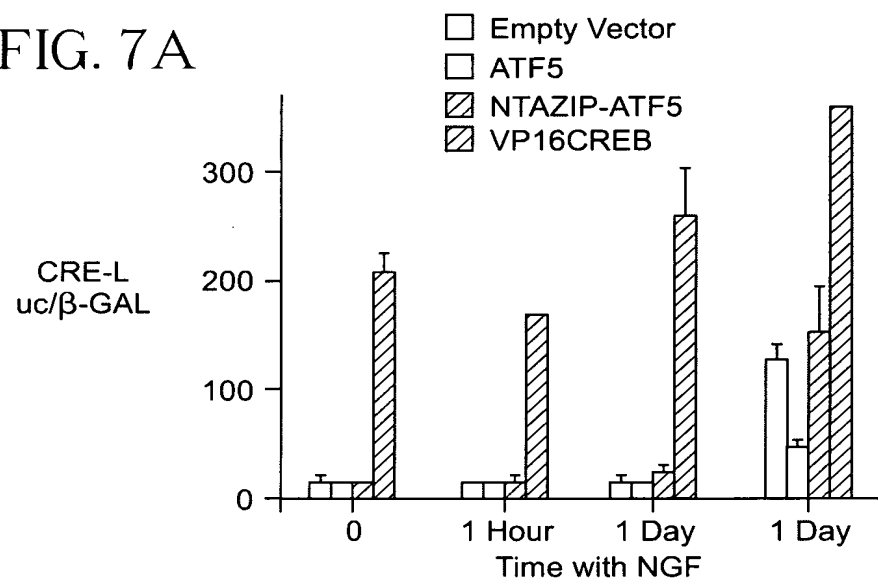 FIG. 7A
Empty Vector
ATF5
NTAZIP-ATF5
VP16CREB
300
200
100
0
CRE-L
uc/β-GAL
0 1 Hour 1 Day 1 Day
Time with NGF